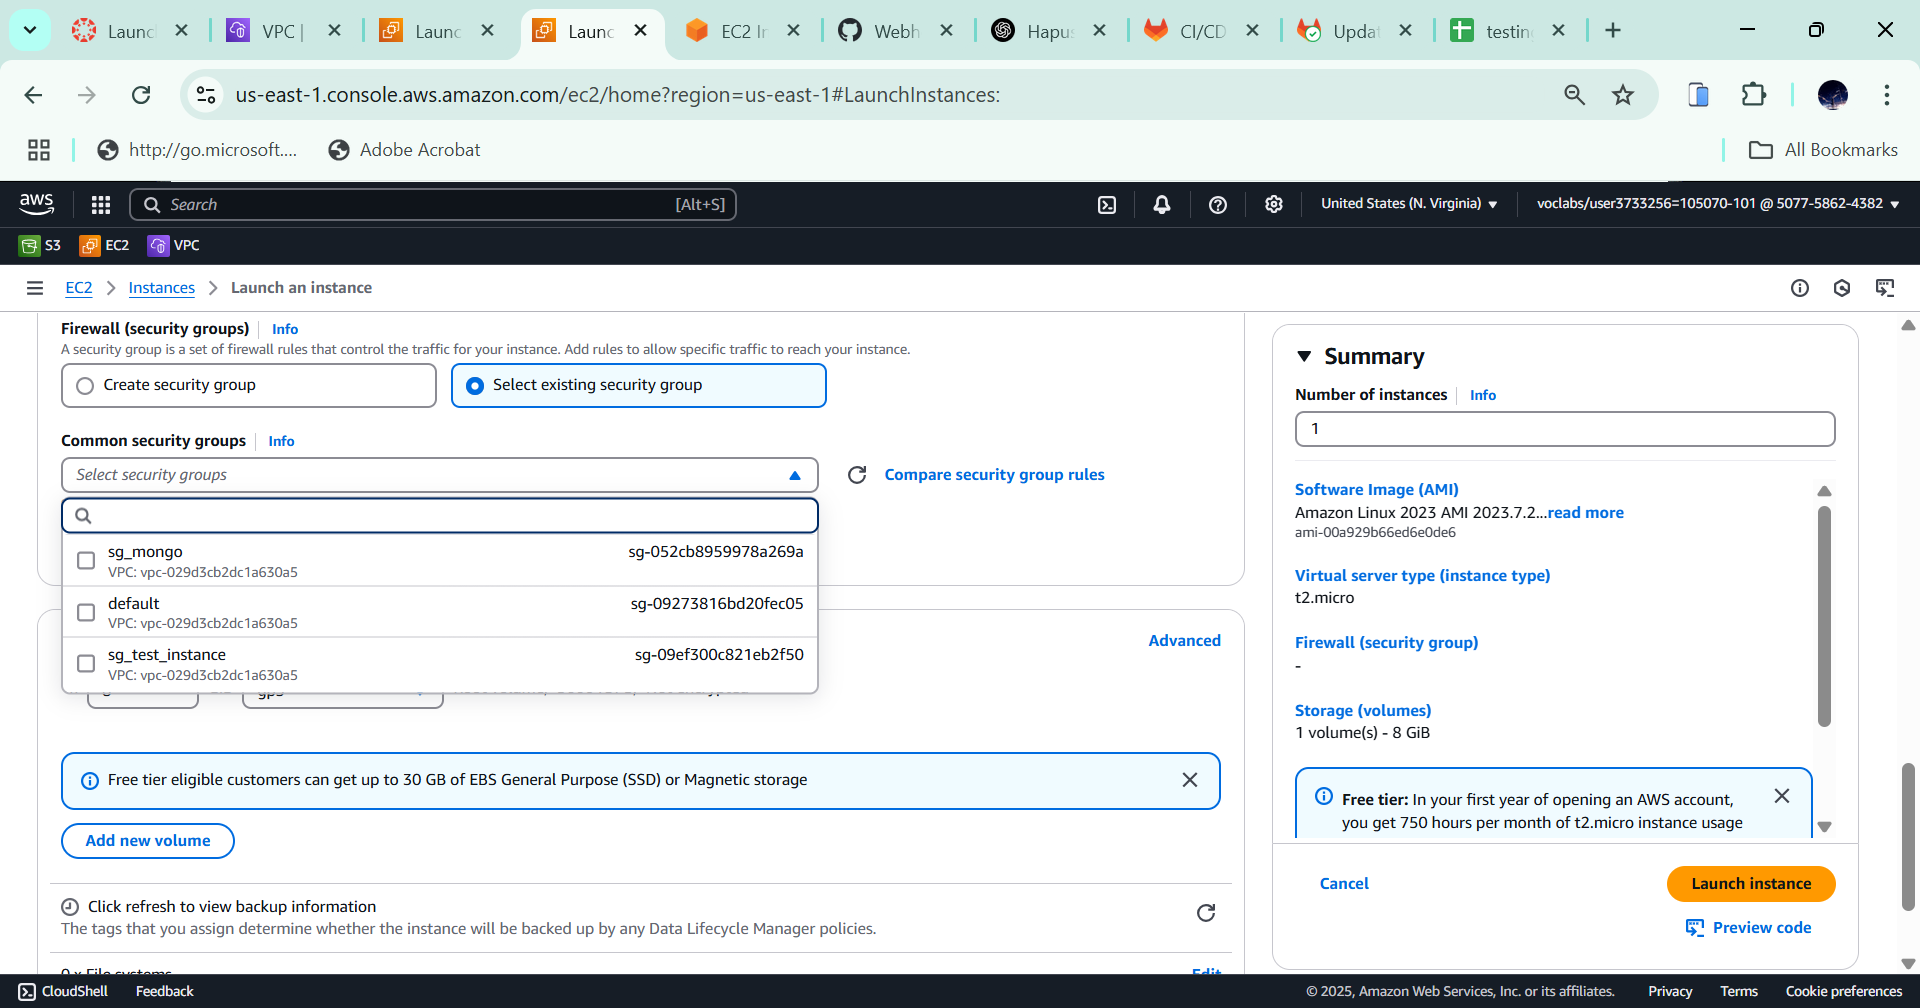 Launc
VPC |
Launc
Launc
EC2 In
Webh
Hapus
CI/CD
Updat
testing
us-east-1.console.aws.amazon.com/ec2/home?region=us-east-1#LaunchInstances:
http://go.microsoft....
Adobe Acrobat
All Bookmarks
aws
Search
[Alt+S]
United States (N. Virginia)
voclabs/user3733256=105070-101 @ 5077-5862-4382
S3
EC2
VPC
EC2
Instances
Launch an instance
Firewall (security groups)
Info
A security group is a set of firewall rules that control the traffic for your instance. Add rules to allow specific traffic to reach your instance.
Create security group
Select existing security group
Common security groups
Info
Select security groups
Compare security group rules
sg_mongo
sg-052cb8959978a269a
VPC: vpc-029d3cb2dc1a630a5
default
sg-09273816bd20fec05
VPC: vpc-029d3cb2dc1a630a5
sg_test_instance
sg-09ef300c821eb2f50
VPC: vpc-029d3cb2dc1a630a5
Advanced
Free tier eligible customers can get up to 30 GB of EBS General Purpose (SSD) or Magnetic storage
Add new volume
Click refresh to view backup information
The tags that you assign determine whether the instance will be backed up by any Data Lifecycle Manager policies.
0 x File systems
Edit
Summary
Number of instances
Info
1
Software Image (AMI)
Amazon Linux 2023 AMI 2023.7.2...read more
ami-00a929b66ed6e0de6
Virtual server type (instance type)
t2.micro
Firewall (security group)
-
Storage (volumes)
1 volume(s) - 8 GiB
Free tier: In your first year of opening an AWS account,
you get 750 hours per month of t2.micro instance usage
Cancel
Launch instance
Preview code
CloudShell
Feedback
© 2025, Amazon Web Services, Inc. or its affiliates.
Privacy
Terms
Cookie preferences